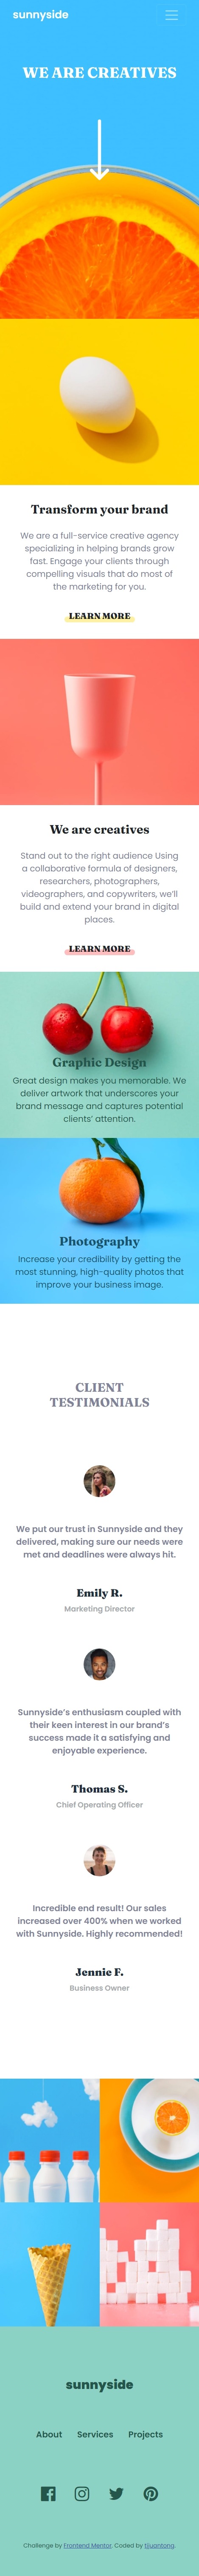 sunnyside
WE ARE CREATIVES
Transform your brand
We are a full-service creative agency
specializing in helping brands grow
fast. Engage your clients through
compelling visuals that do most of
the marketing for you.
LEARN MORE
We are creatives
Stand out to the right audience Using
a collaborative formula of designers,
researchers, photographers,
videographers, and copywriters, we'll
build and extend your brand in digital
places.
LEARN MORE
Graphic Design
Great design makes you memorable. We
deliver artwork that underscores your
brand message and captures potential
clients' attention.
Photography
Increase your credibility by getting the
most stunning, high-quality photos that
improve your business image.
CLIENT
TESTIMONIALS
We put our trust in Sunnyside and they
delivered, making sure our needs were
met and deadlines were always hit.
Emily R.
Marketing Director
Sunnyside's enthusiasm coupled with
their keen interest in our brand's
success made it a satisfying and
enjoyable experience.
Thomas S.
Chief Operating Officer
Incredible end result! Our sales
increased over 400% when we worked
with Sunnyside. Highly recommended!
Jennie F.
Business Owner
sunnyside
About Services Projects
Challenge by Frontend Mentor. Coded by